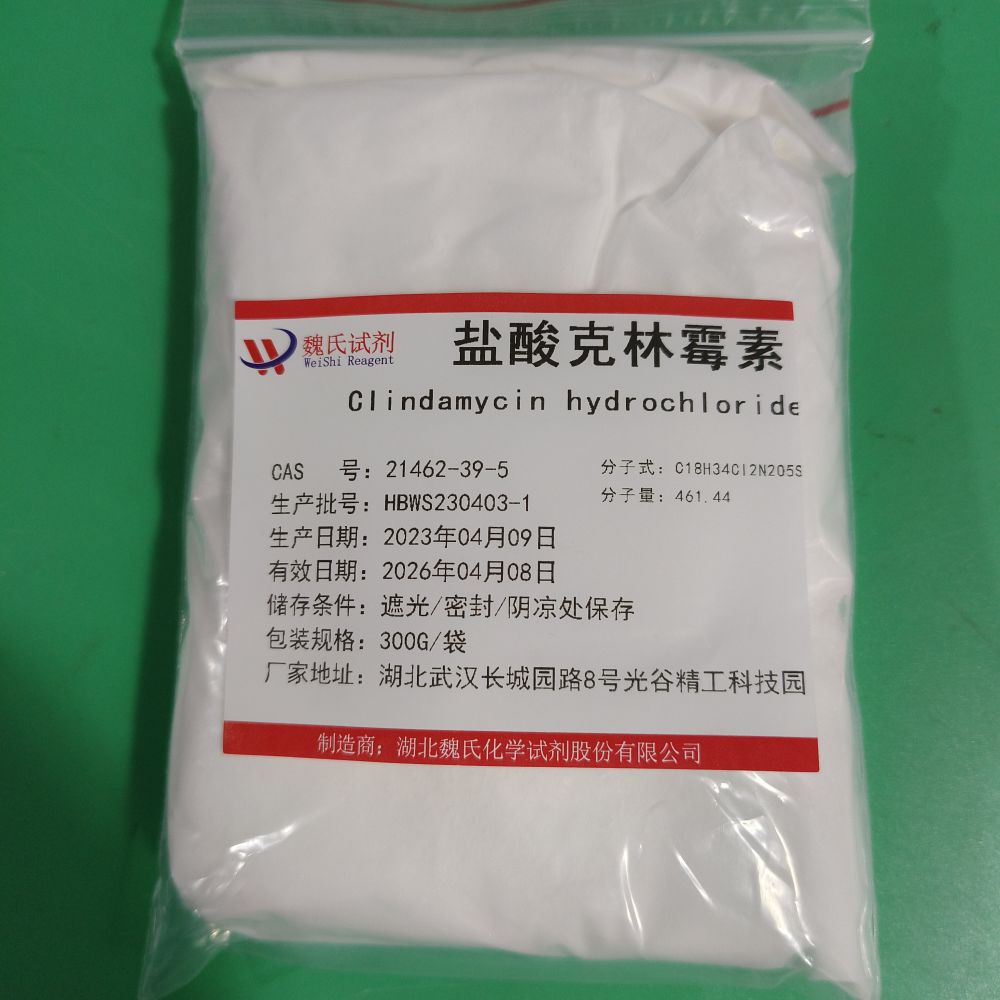 魏氏试剂
WeiShi Reagent
盐酸克林霉素
Clindamycin hydrochloride
CAS 号：21462-39-5
分子式：C18H34Cl2N2O5S
生产批号：HBWS230403-1
分子量：461.44
生产日期：2023年04月09日
有效日期：2026年04月08日
储存条件：遮光/密封/阴凉处保存
包装规格：300G/袋
厂家地址：湖北武汉长城园路8号光谷精工科技园
制造商：湖北魏氏化学试剂股份有限公司